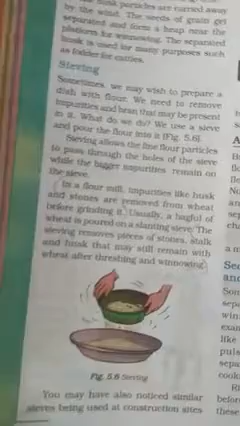 husk particles are carried away
by the wind. The seeds of grain get
separated and form a heap near the
platform for winnowing. The separated
husk is used for many purposes such
as fodder for cattles.
Sieving
Sometimes, we may wish to prepare a
dish with flour. We need to remove
impurities and bran that may be present
in it. What do we do? We use a sieve
and pour the flour into it (Fig. 5.6).
Sieving allows the fine flour particles
to pass through the holes of the sieve
while the bigger impurities remain on
the sieve.
In a flour mill, impurities like husk
and stones are removed from wheat
before grinding it. Usually, a bagful of
wheat is poured on a slanting sieve. The
sieving removes pieces of stones, stalk
and husk that may still remain with
wheat after threshing and winnowing.
Fig. 5.6 Sieving
You may have also noticed similar
sieves being used at construction sites